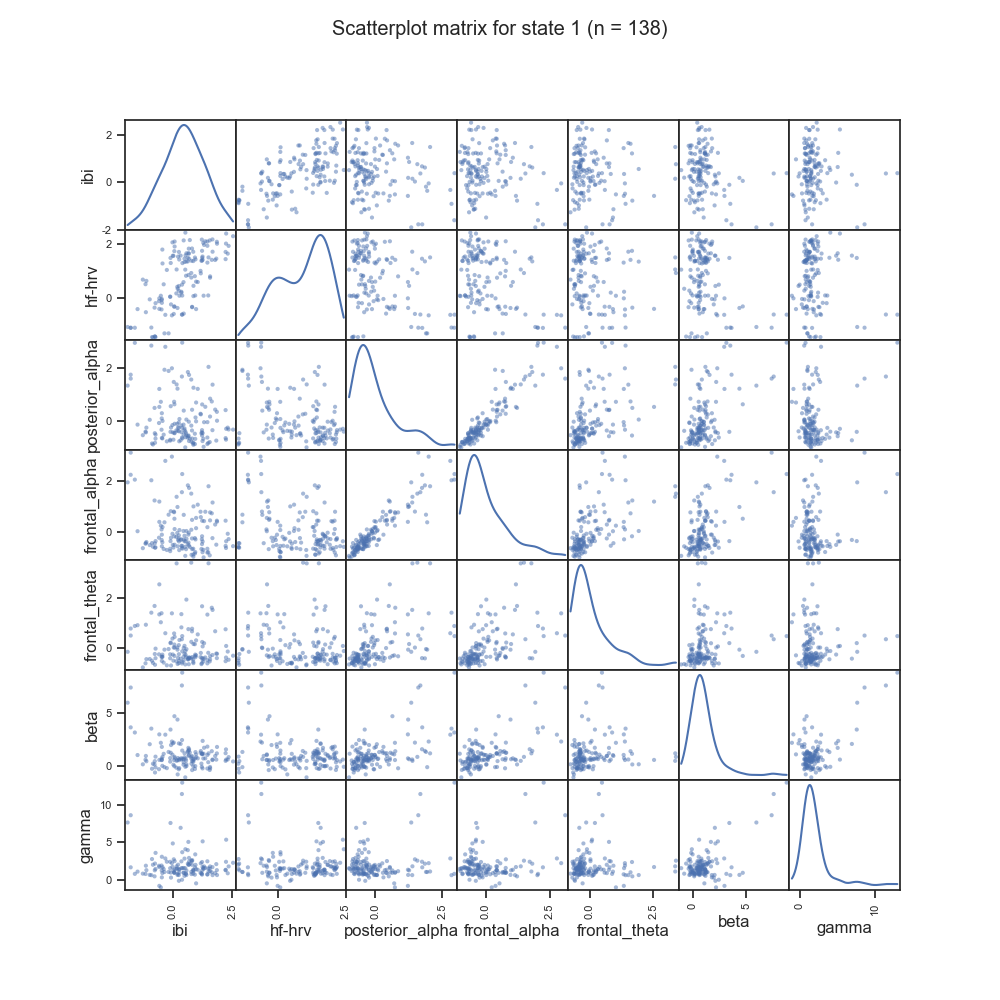 Scatterplot matrix for state 1 (n = 138)
ibi
2
0
-2
hf-hrv
2
0
posterior_alpha
2
0
frontal_alpha
2
0
frontal_theta
2
0
beta
5
0
gamma
10
5
0
0.0 2.5 0.0 2.5 0.0 2.5 0.0 2.5 0.0 2.5 0 5 0 10
ibi hf-hrv posterior_alpha frontal_alpha frontal_theta beta gamma